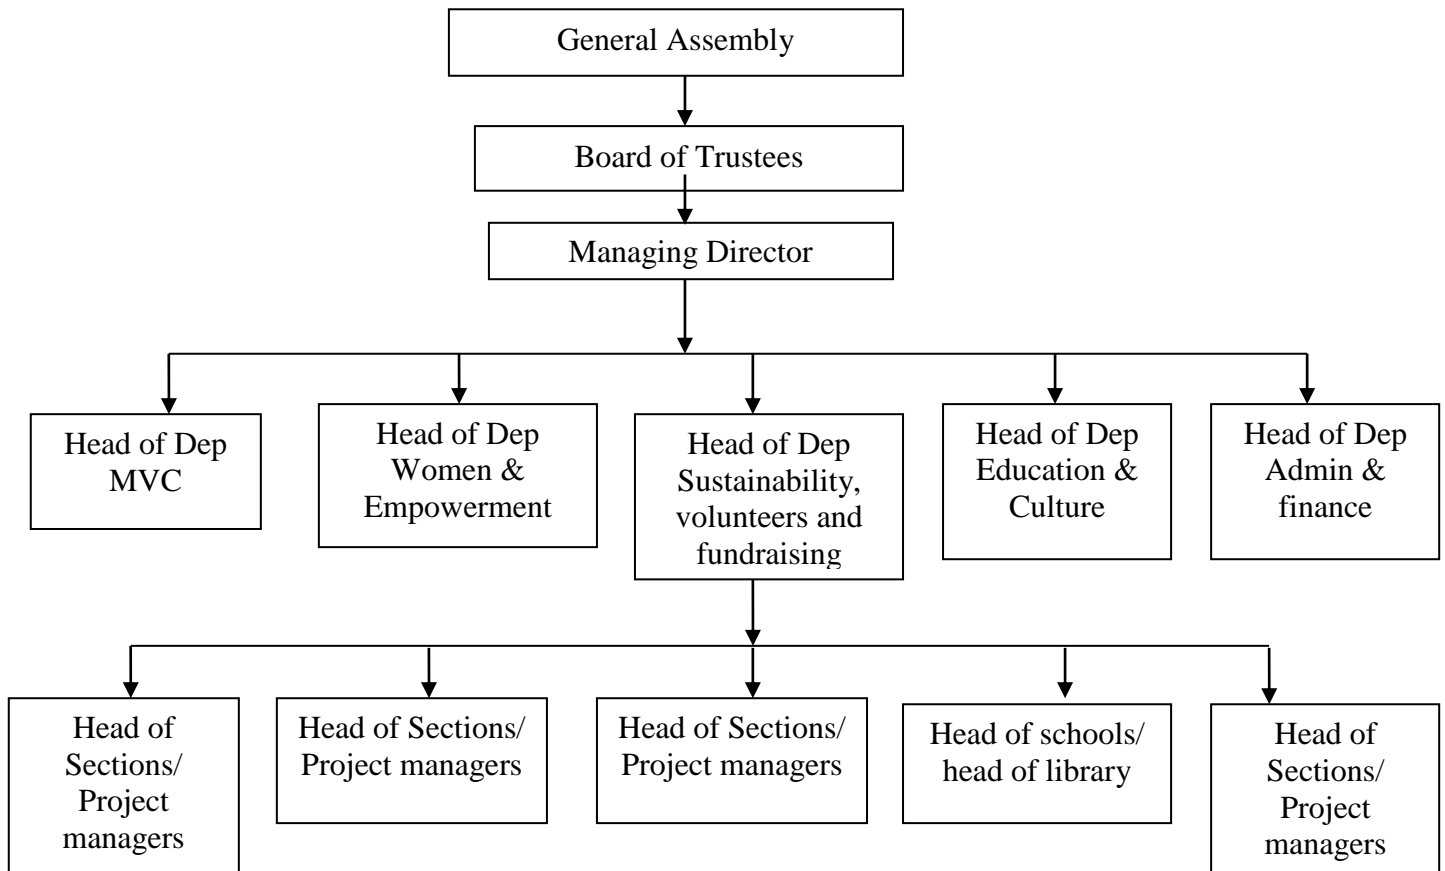 General Assembly
Board of Trustees
Managing Director
Head of Dep
MVC
Head of Dep
Women &
Empowerment
Head of Dep
Sustainability,
volunteers and
fundraising
Head of Dep
Education &
Culture
Head of Dep
Admin &
finance
Head of
Sections/
Project
managers
Head of Sections/
Project managers
Head of Sections/
Project managers
Head of schools/
head of library
Head of
Sections/
Project
managers